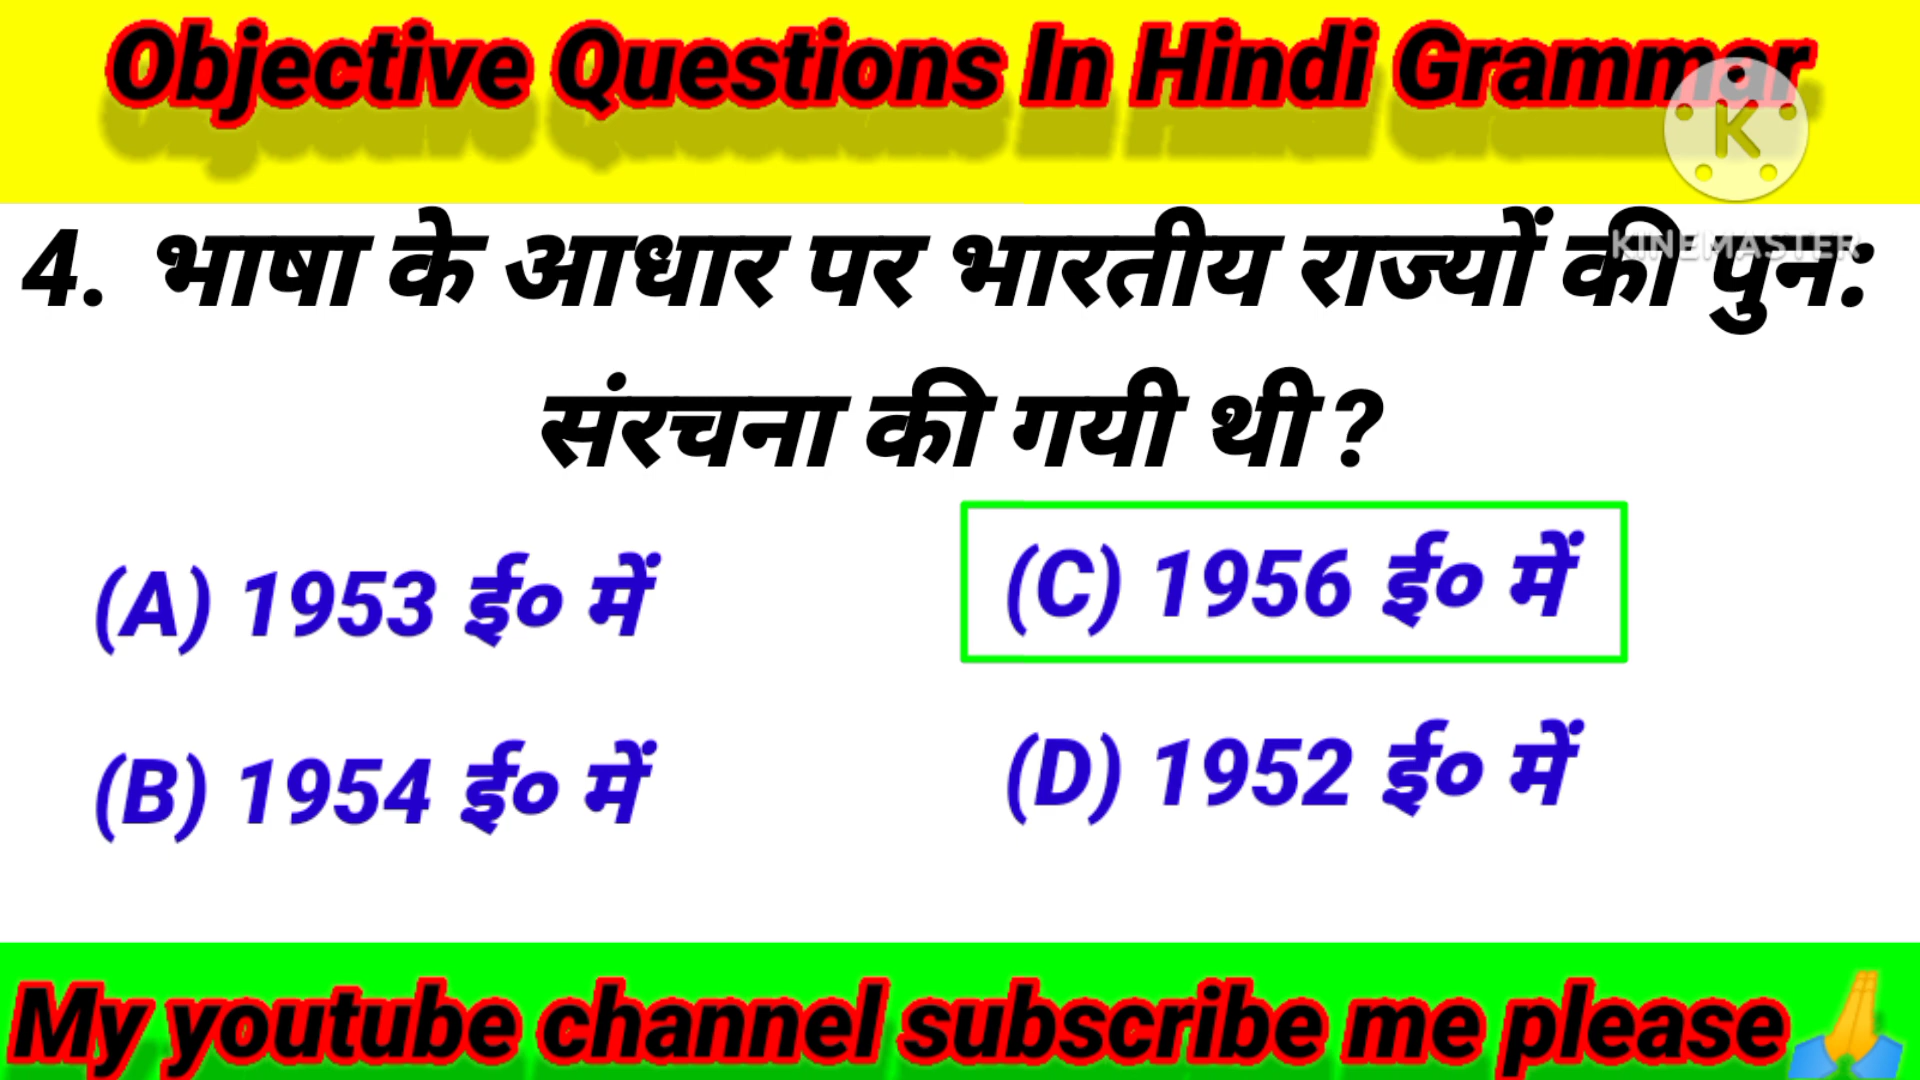 Objective Questions In Hindi Grammar
K
KINEMASTER
4. भाषा के आधार पर भारतीय राज्यों की पुन:
संरचना की गयी थी?
(A) 1953 ई० में
(C) 1956 ई० में
(B) 1954 ई० में
(D) 1952 ई० में
My youtube channel subscribe me please🙏